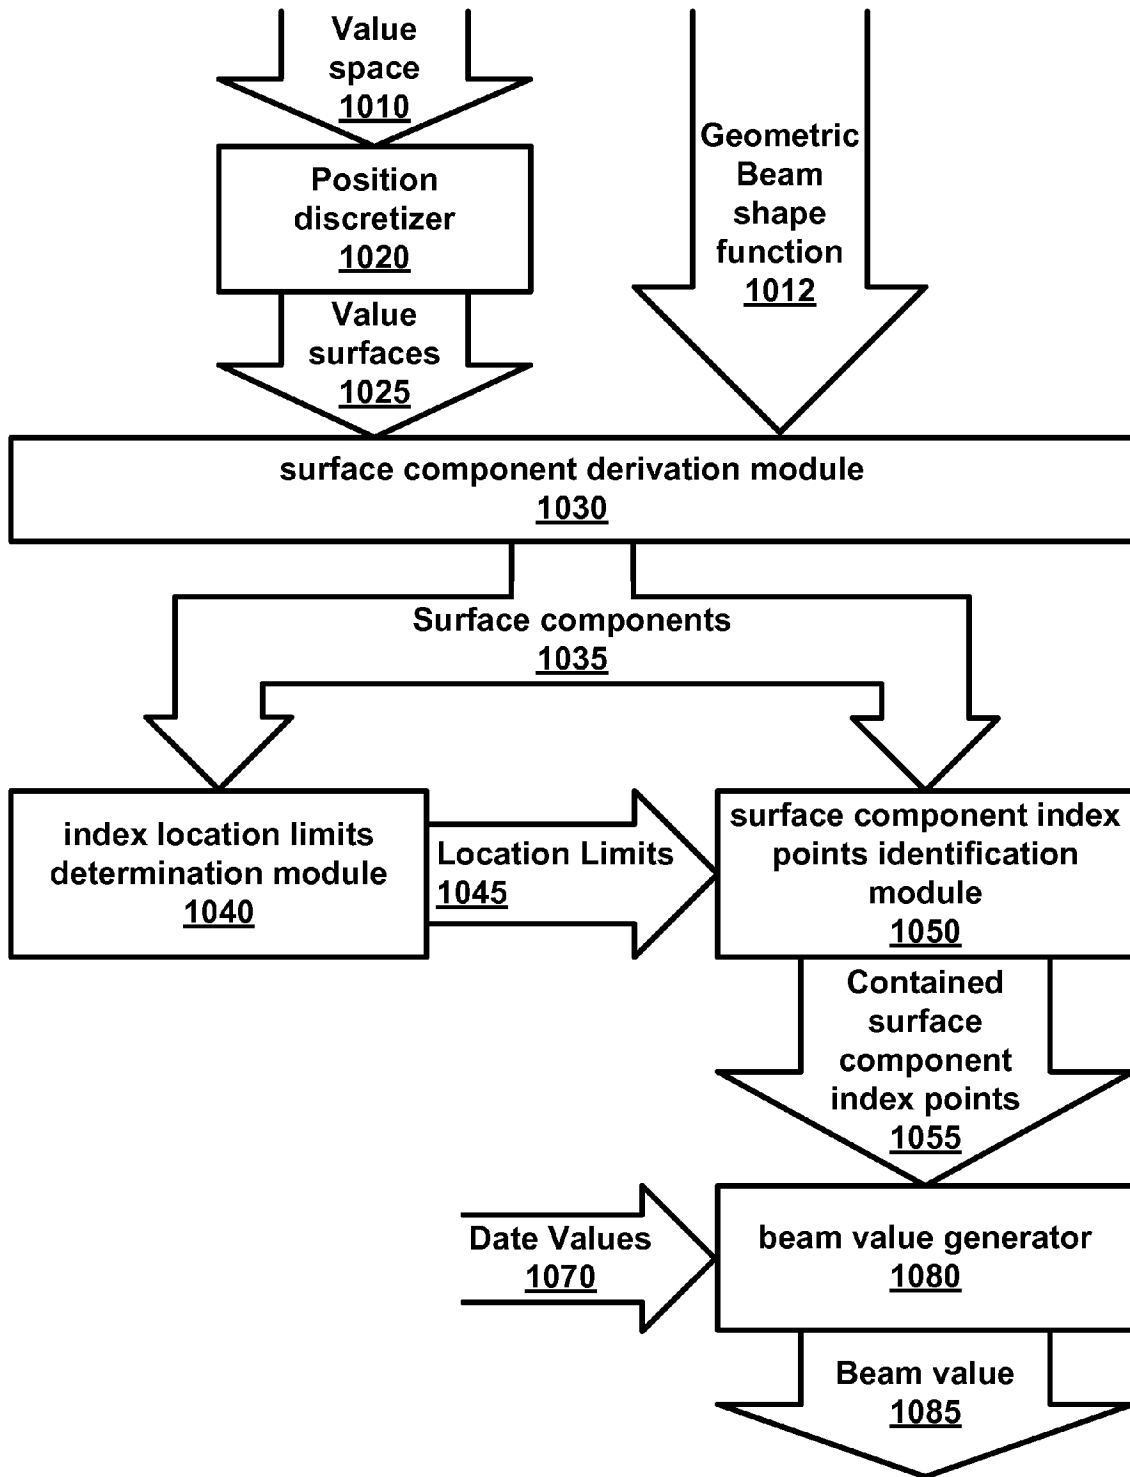 Value
space
1010
Position
discretizer
1020
Value
surfaces
1025
Geometric
Beam
shape
function
1012
surface component derivation module
1030
Surface components
1035
index location limits
determination module
1040
Location Limits
1045
surface component index
points identification
module
1050
Contained
surface
component
index points
1055
Date Values
1070
beam value generator
1080
Beam value
1085